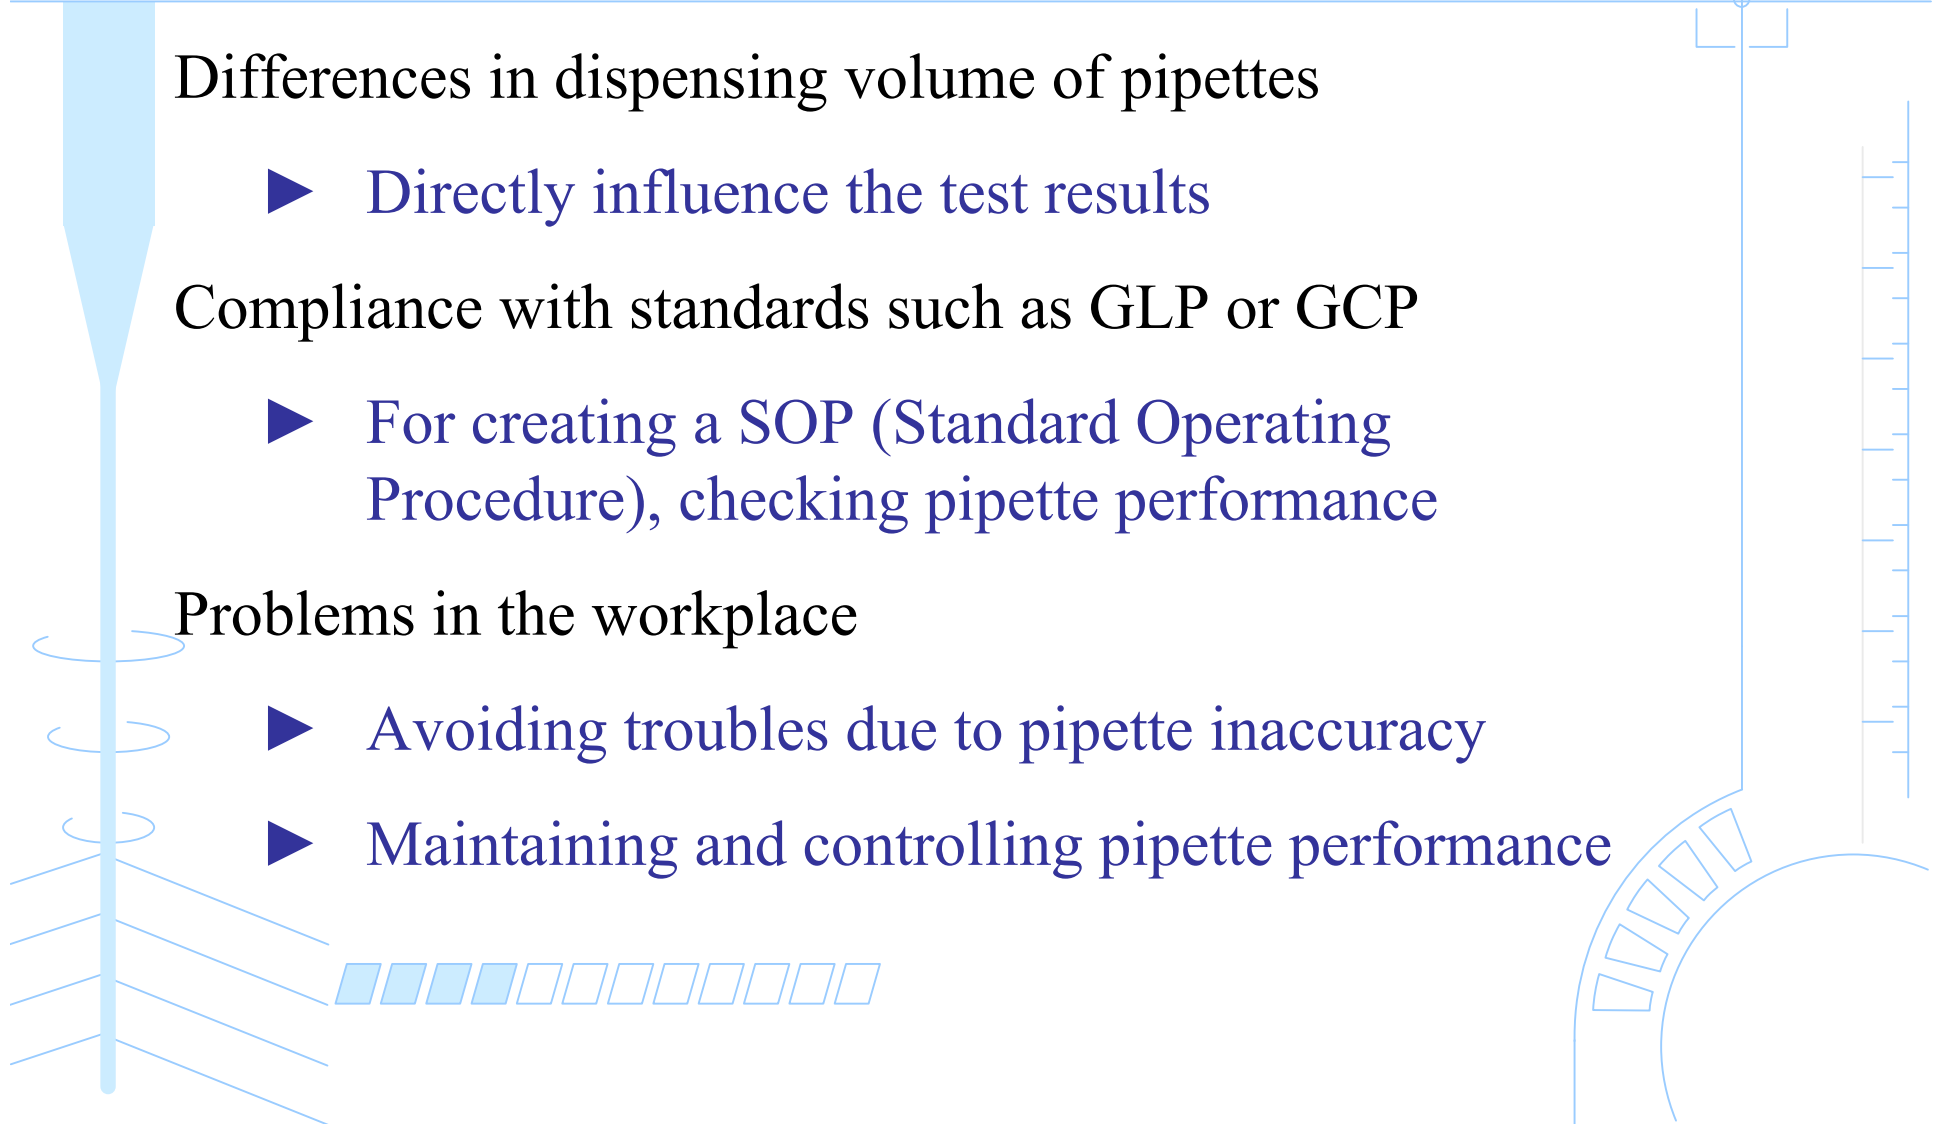 Differences in dispensing volume of pipettes
► Directly influence the test results
Compliance with standards such as GLP or GCP
► For creating a SOP (Standard Operating
Procedure), checking pipette performance
Problems in the workplace
► Avoiding troubles due to pipette inaccuracy
► Maintaining and controlling pipette performance